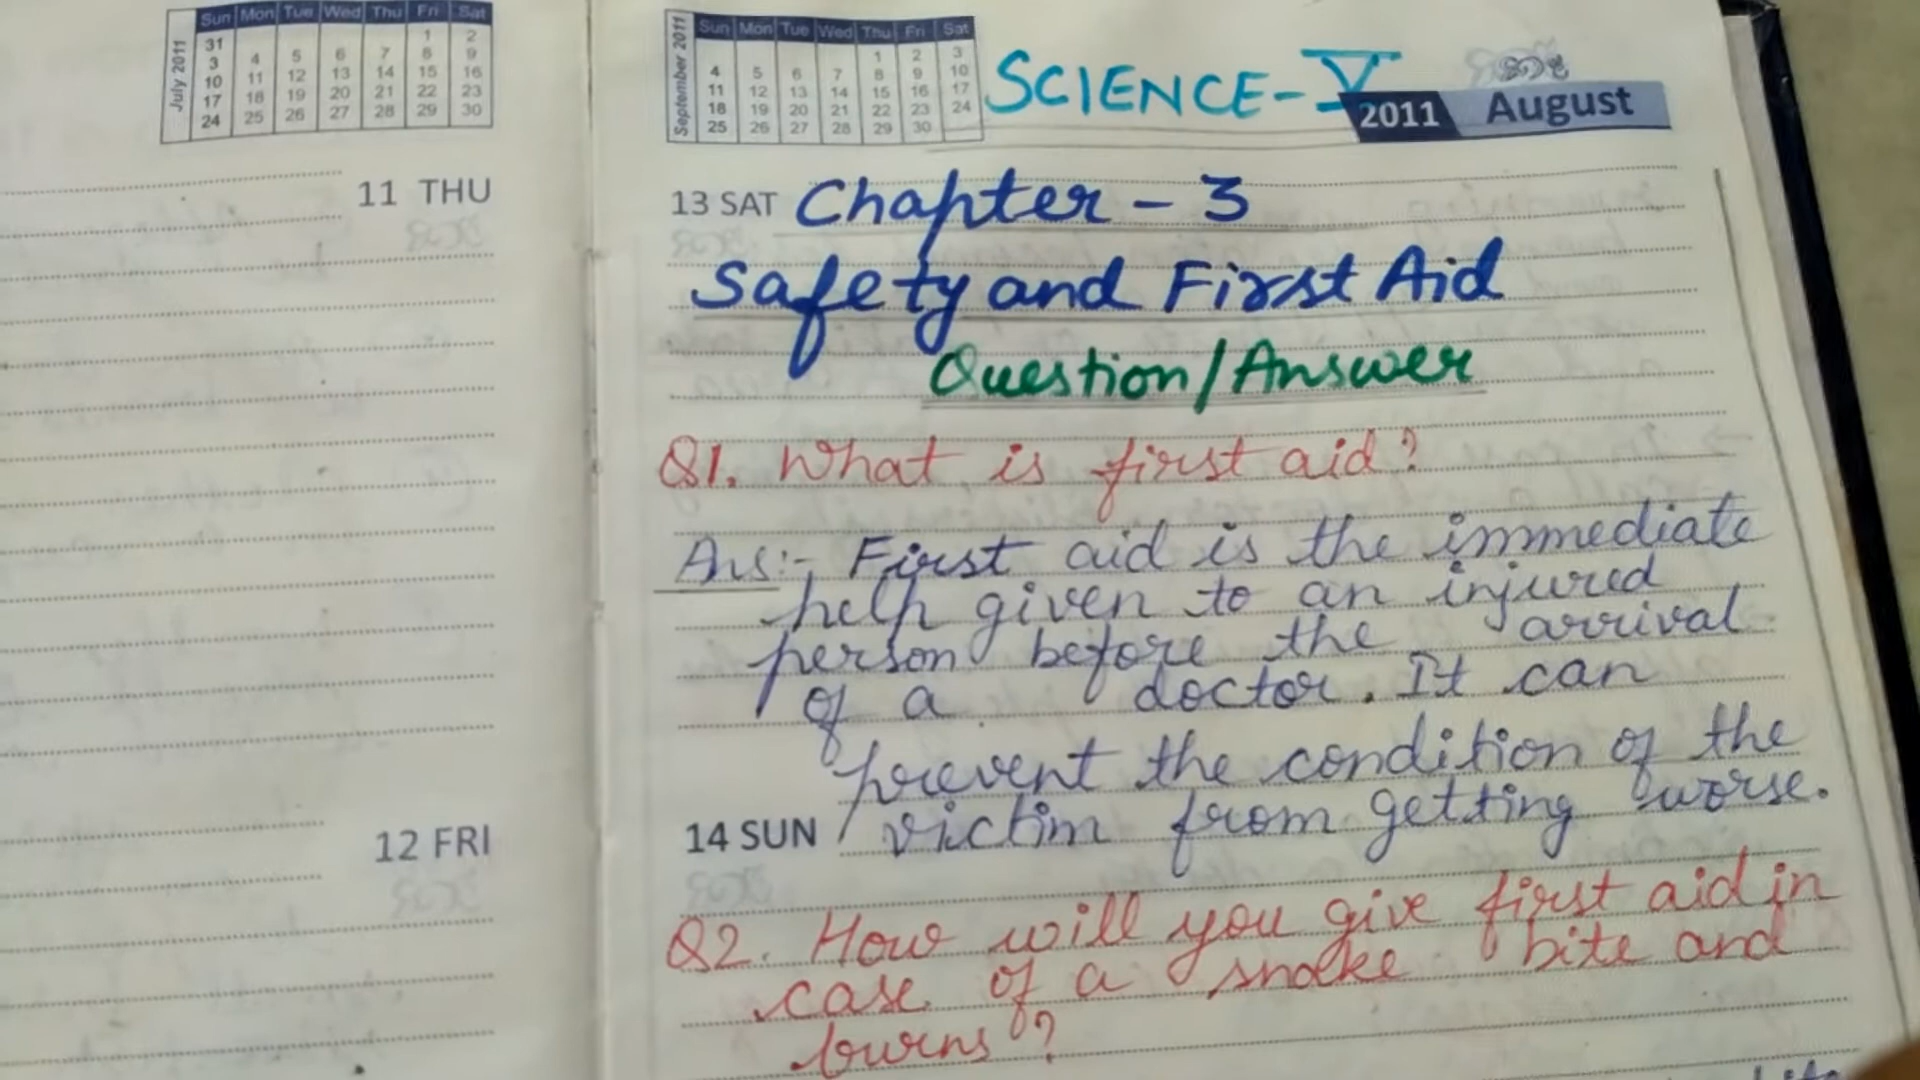 July 2011
Sun Mon Tue Wed Thu Fri Sat
31 1 2
3 4 5 6 7 8 9
10 11 12 13 14 15 16
17 18 19 20 21 22 23
24 25 26 27 28 29 30
11 THU
12 FRI
September 2011
Sun Mon Tue Wed Thu Fri Sat
1 2 3
4 5 6 7 8 9 10
11 12 13 14 15 16 17
18 19 20 21 22 23 24
25 26 27 28 29 30
SCIENCE-V
2011 August
13 SAT Chapter - 3
Safety and First Aid
Question/Answer
Q1. What is first aid?
Ans:- First aid is the immediate
help given to an injured
person before the arrival
of a doctor. It can
prevent the condition of the
14 SUN victim from getting worse.
Q2. How will you give first aid in
case of a snake bite and
burns?